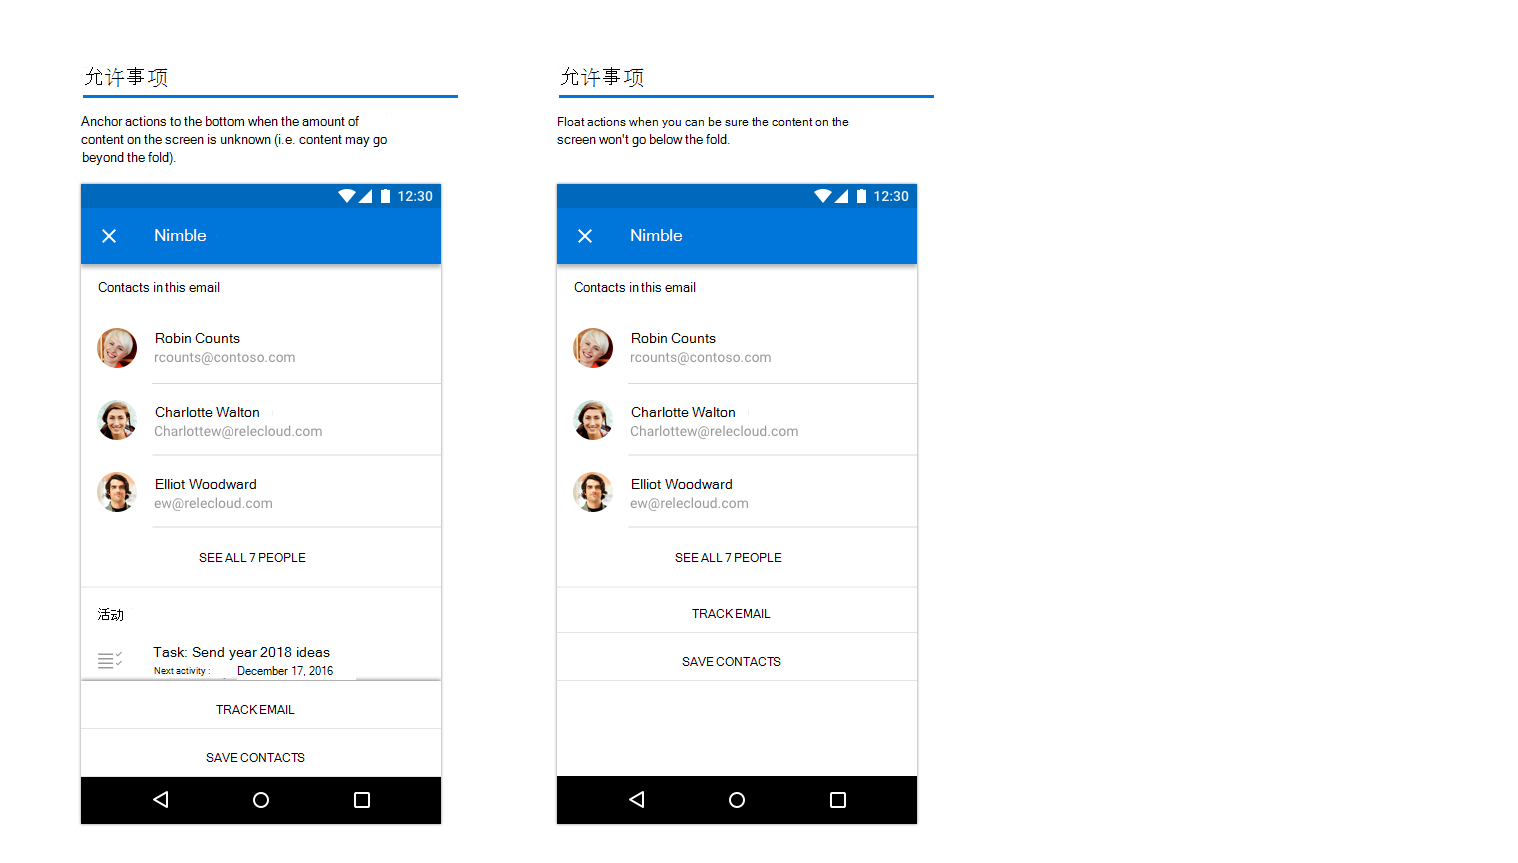 允许事项
Anchor actions to the bottom when the amount of
content on the screen is unknown (i.e. content may go
beyond the fold).
12:30
Nimble
Contacts in this email
Robin Counts
rcounts@contoso.com
Charlotte Walton
Charlottew@relecloud.com
Elliot Woodward
ew@relecloud.com
SEE ALL 7 PEOPLE
活动
Task: Send year 2018 ideas
Next activity : December 17, 2016
TRACK EMAIL
SAVE CONTACTS
允许事项
Float actions when you can be sure the content on the
screen won't go below the fold.
12:30
Nimble
Contacts in this email
Robin Counts
rcounts@contoso.com
Charlotte Walton
Charlottew@relecloud.com
Elliot Woodward
ew@relecloud.com
SEE ALL 7 PEOPLE
TRACK EMAIL
SAVE CONTACTS